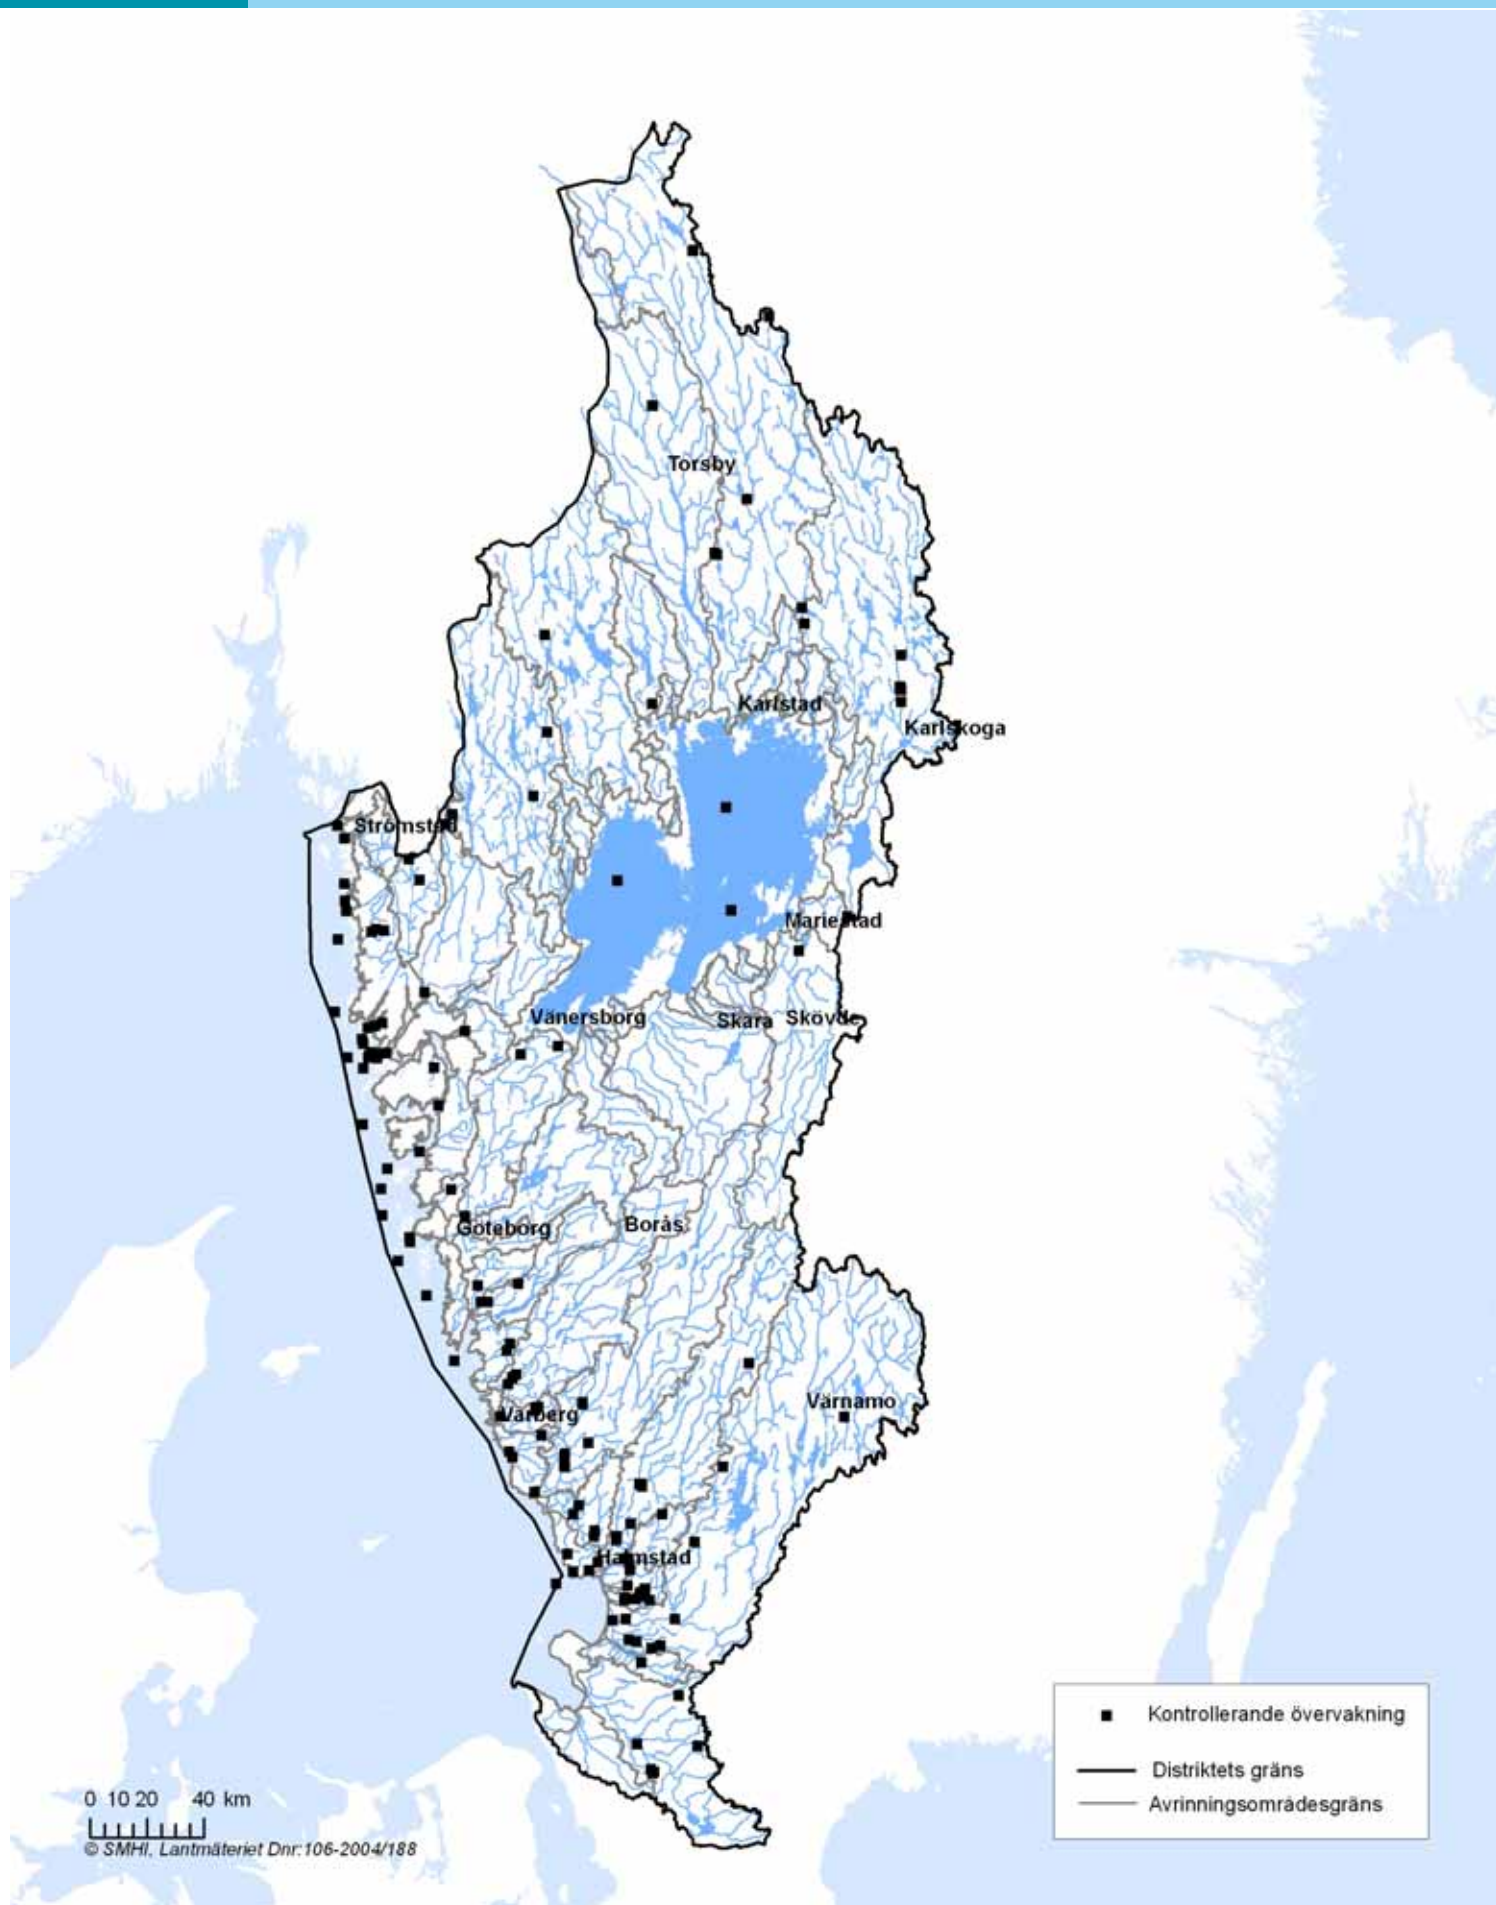 Torsby
Karlstad
Karlskoga
Strömstad
Mariestad
Vänersborg
Skara
Skövde
Göteborg
Borås
Värnamo
Varberg
Halmstad
Kontrollerande övervakning
Distriktets gräns
Avrinningsområdesgräns
0 10 20 40 km
© SMHI, Lantmäteriet Dnr:106-2004/188